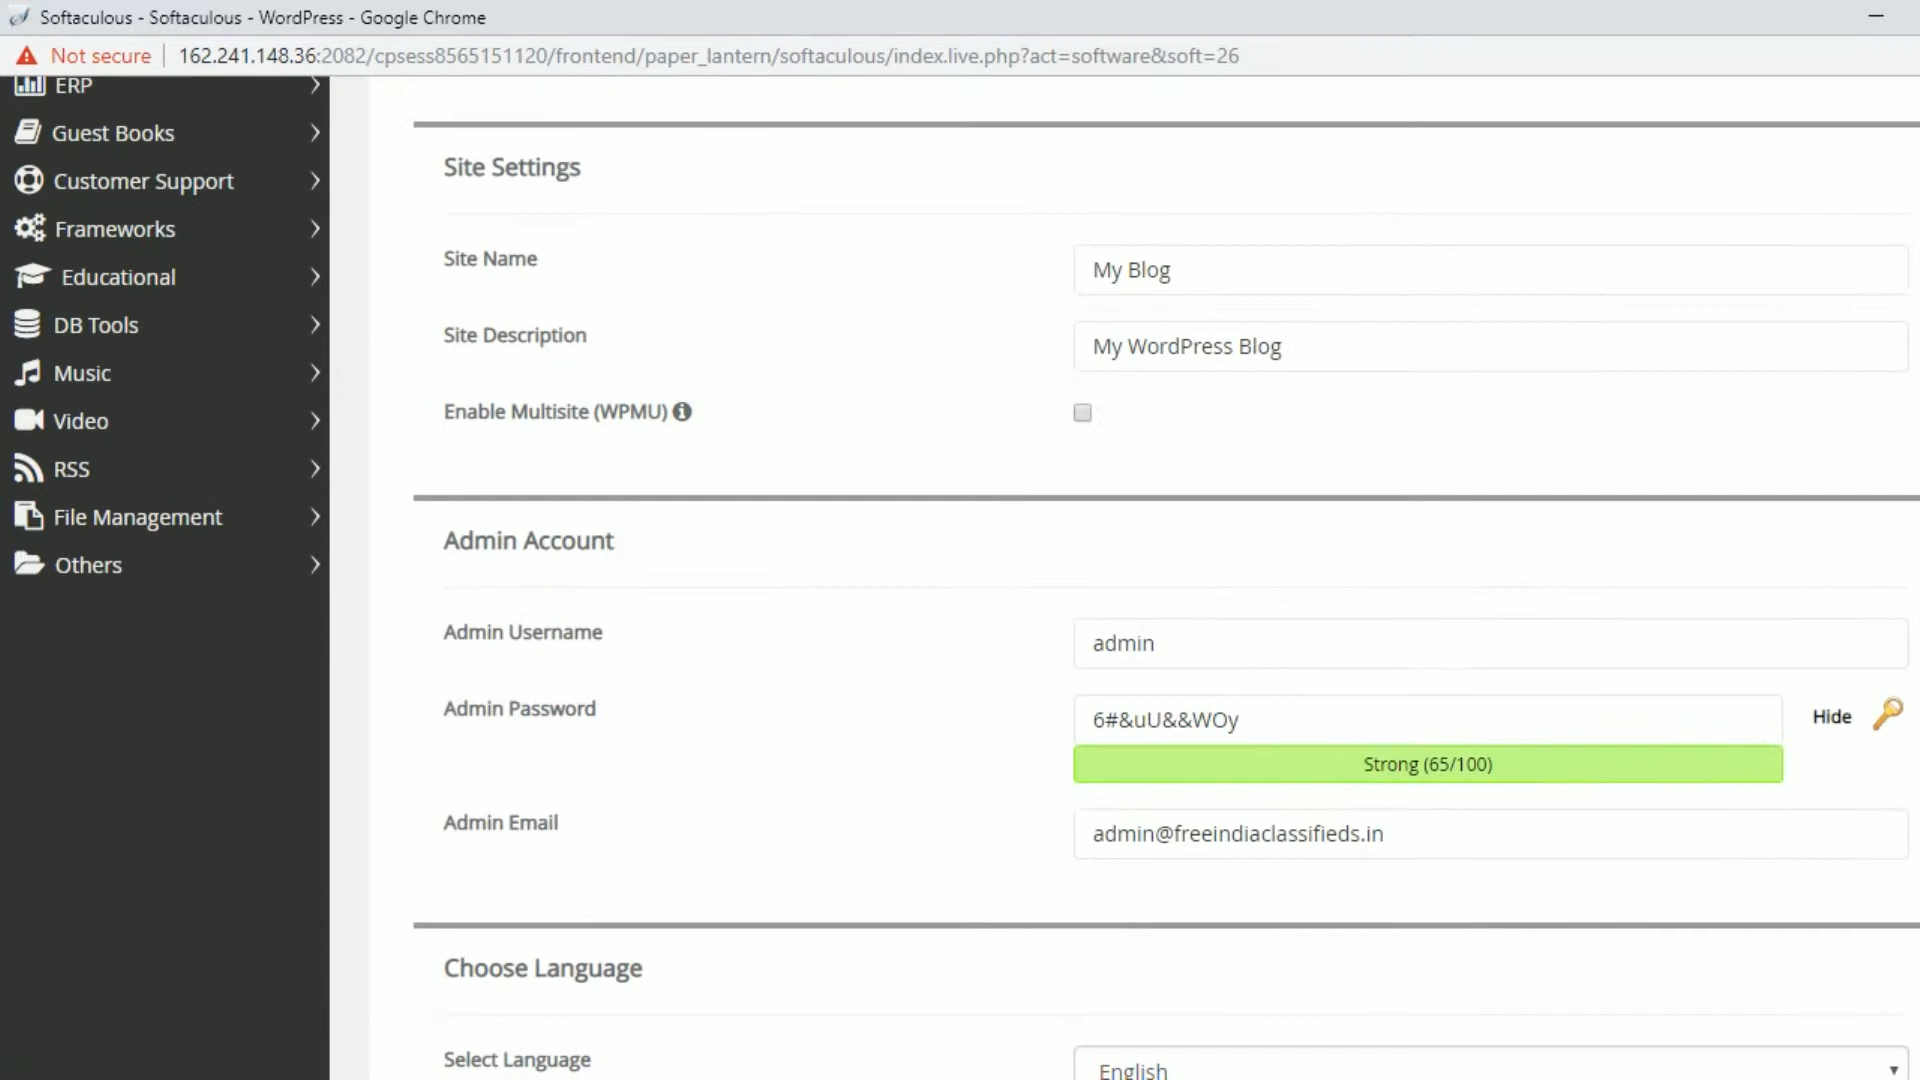 Softaculous - Softaculous - WordPress - Google Chrome
Not secure
162.241.148.36:2082/cpsess8565151120/frontend/paper_lantern/softaculous/index.live.php?act=software&soft=26
ERP
Guest Books
Customer Support
Frameworks
Educational
DB Tools
Music
Video
RSS
File Management
Others
Site Settings
Site Name
My Blog
Site Description
My WordPress Blog
Enable Multisite (WPMU)
Admin Account
Admin Username
admin
Admin Password
6#&uU&&WOy
Hide
Strong (65/100)
Admin Email
admin@freeindiaclassifieds.in
Choose Language
Select Language
English